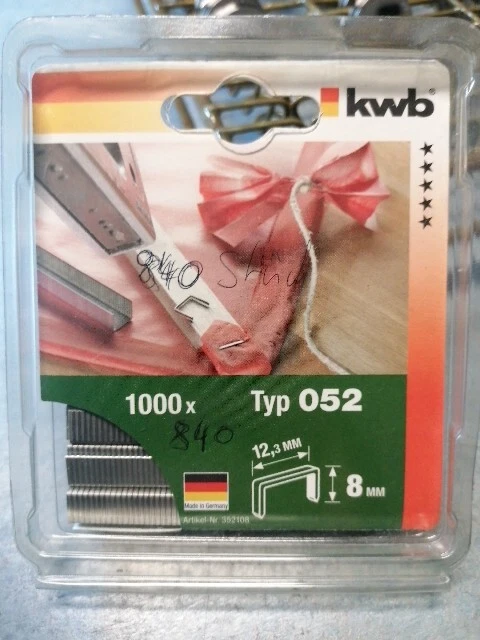 kwb®
840 Stück
1000 x Typ 052
840
12,3 MM
8 MM
Made in Germany
Artikel-Nr. 352108